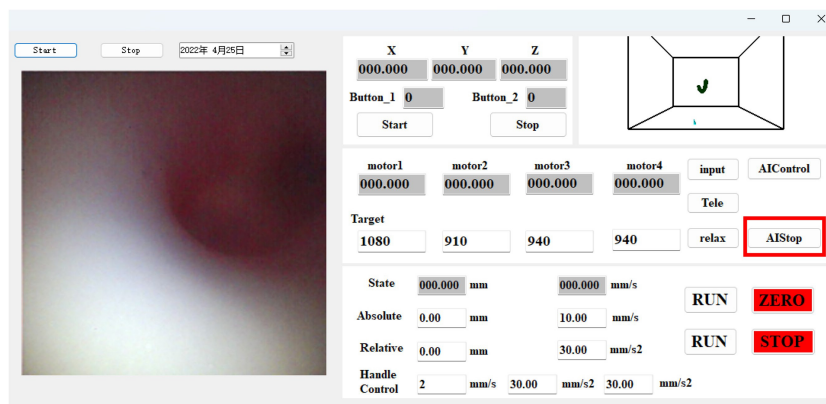 Start Stop 2022年 4月25日
X Y Z
000.000 000.000 000.000
Button_1 0 Button_2 0
Start Stop
motor1 motor2 motor3 motor4 input AIControl
000.000 000.000 000.000 000.000
Tele
Target
1080 910 940 940 relax AIStop
State 000.000 mm 000.000 mm/s
RUN ZERO
Absolute 0.00 mm 10.00 mm/s
Relative 0.00 mm 30.00 mm/s2 RUN STOP
Handle
Control 2 mm/s 30.00 mm/s2 30.00 mm/s2